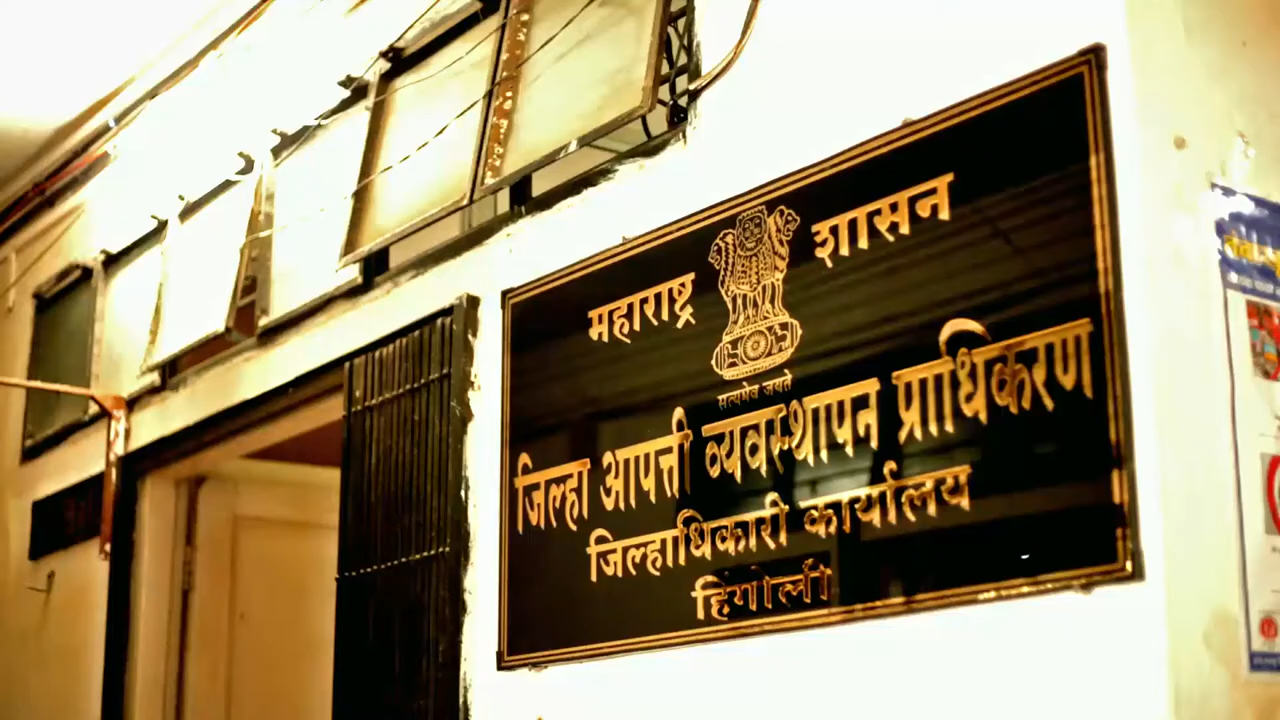 महाराष्ट्र शासन
सत्यमेव जयते
जिल्हा आपत्ती व्यवस्थापन प्राधिकरण
जिल्हाधिकारी कार्यालय
हिंगोली